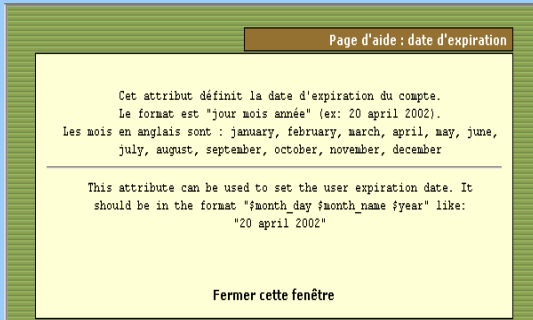 Page d'aide : date d'expiration
Cet attribut définit la date d'expiration du compte.
Le format est "jour mois année" (ex: 20 april 2002).
Les mois en anglais sont : january, february, march, april, may, june,
july, august, september, october, november, december
This attribute can be used to set the user expiration date. It
should be in the format "$month_day $month_name $year" like:
"20 april 2002"
Fermer cette fenêtre